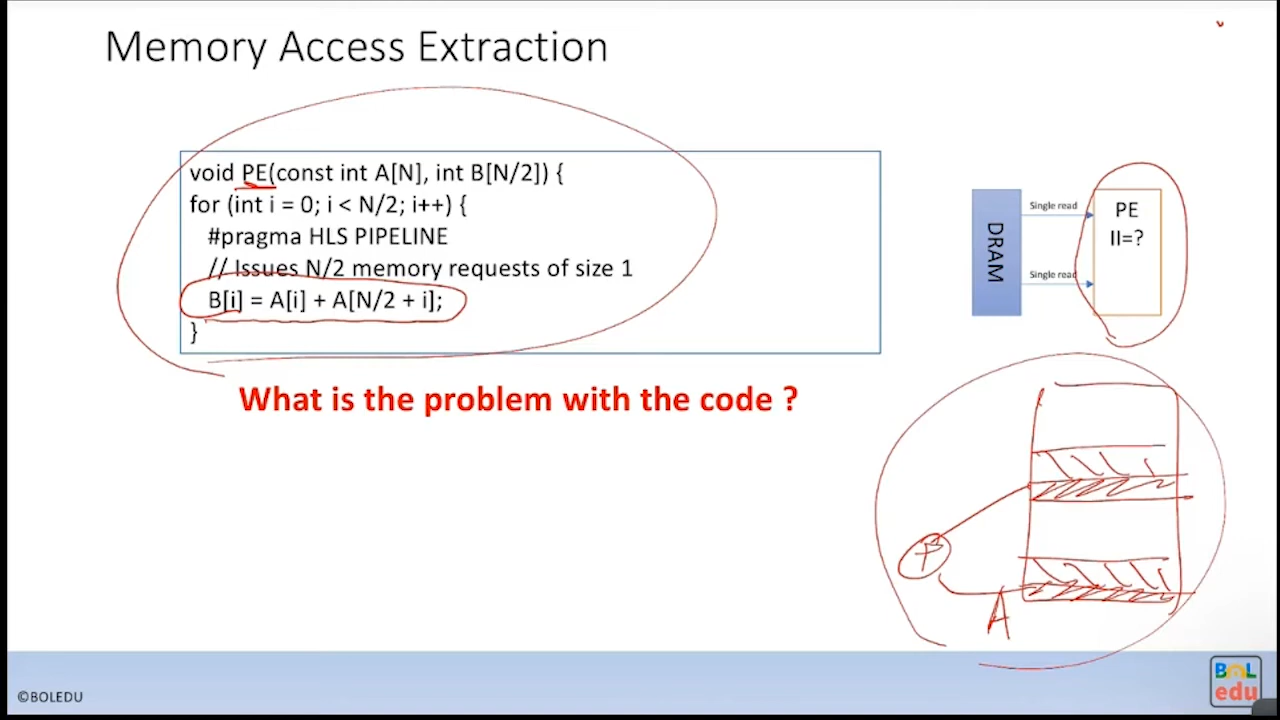 Memory Access Extraction
void PE(const int A[N], int B[N/2]) {
for (int i = 0; i < N/2; i++) {
#pragma HLS PIPELINE
// Issues N/2 memory requests of size 1
B[i] = A[i] + A[N/2 + i];
}
What is the problem with the code ?
DRAM
Single read
Single read
PE
II=?
+
A
©BOLEDU
BOL
edu